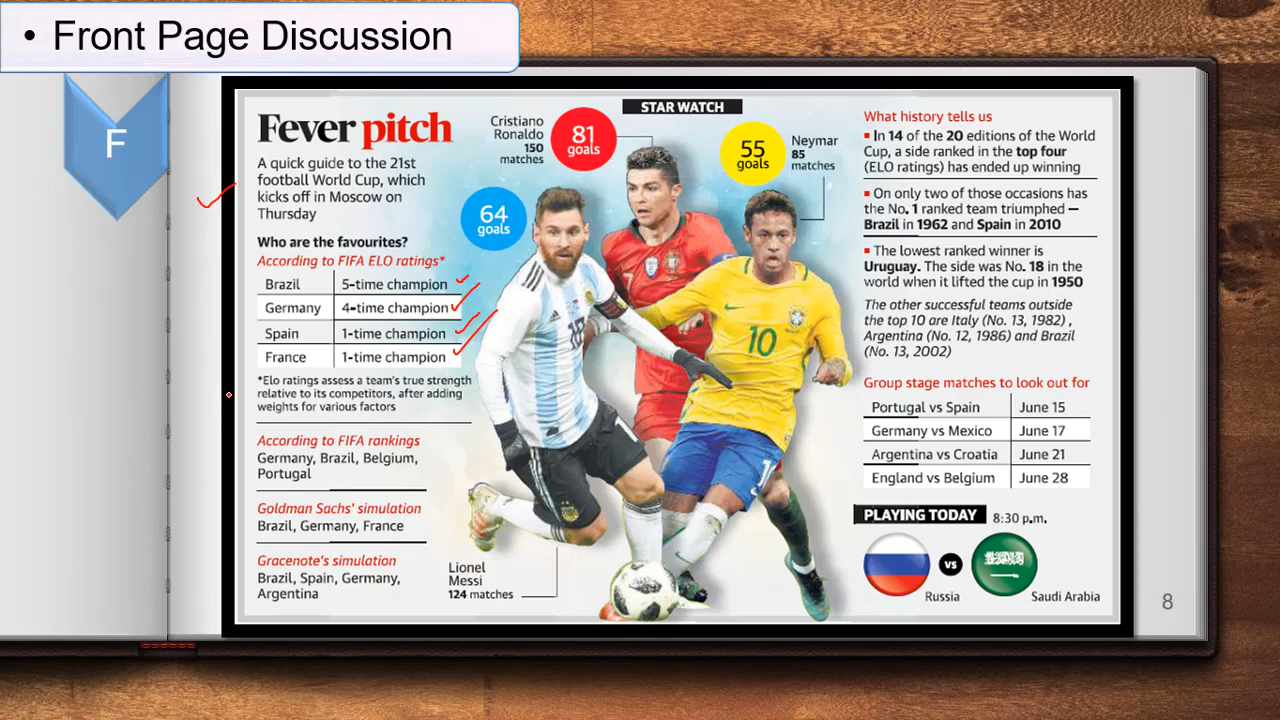 • Front Page Discussion
F
Fever pitch
A quick guide to the 21st
football World Cup, which
kicks off in Moscow on
Thursday
Who are the favourites?
According to FIFA ELO ratings*
Brazil 5-time champion
Germany 4-time champion
Spain 1-time champion
France 1-time champion
*Elo ratings assess a team's true strength
relative to its competitors, after adding
weights for various factors
According to FIFA rankings
Germany, Brazil, Belgium,
Portugal
Goldman Sachs' simulation
Brazil, Germany, France
Gracenote's simulation
Brazil, Spain, Germany,
Argentina
STAR WATCH
Cristiano
Ronaldo
150
matches
81
goals
55
goals
Neymar
85
matches
64
goals
10
10
Lionel
Messi
124 matches
What history tells us
▪ In 14 of the 20 editions of the World
Cup, a side ranked in the top four
(ELO ratings) has ended up winning
▪ On only two of those occasions has
the No. 1 ranked team triumphed —
Brazil in 1962 and Spain in 2010
▪ The lowest ranked winner is
Uruguay. The side was No. 18 in the
world when it lifted the cup in 1950
The other successful teams outside
the top 10 are Italy (No. 13, 1982) ,
Argentina (No. 12, 1986) and Brazil
(No. 13, 2002)
Group stage matches to look out for
Portugal vs Spain June 15
Germany vs Mexico June 17
Argentina vs Croatia June 21
England vs Belgium June 28
PLAYING TODAY 8:30 p.m.
vs
Russia
Saudi Arabia
8